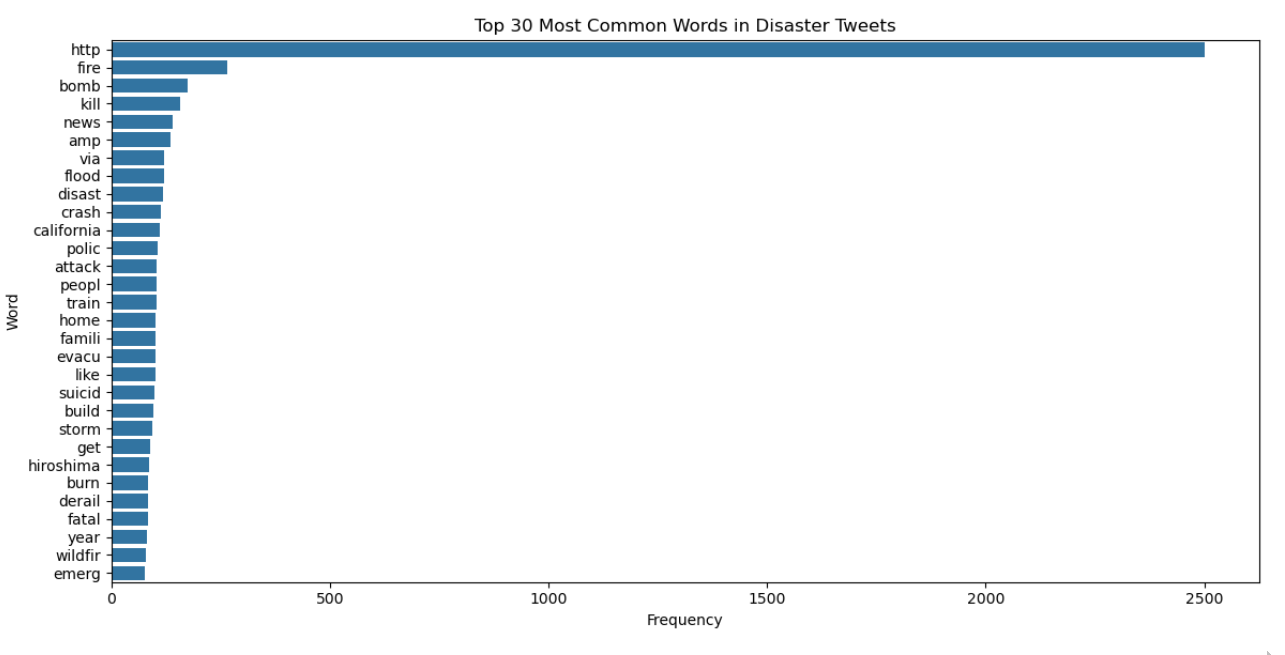 Top 30 Most Common Words in Disaster Tweets
http
fire
bomb
kill
news
amp
via
flood
disast
crash
california
polic
attack
peopl
train
home
famili
evacu
like
suicid
build
storm
get
hiroshima
burn
derail
fatal
year
wildfir
emerg
Word
0 500 1000 1500 2000 2500
Frequency